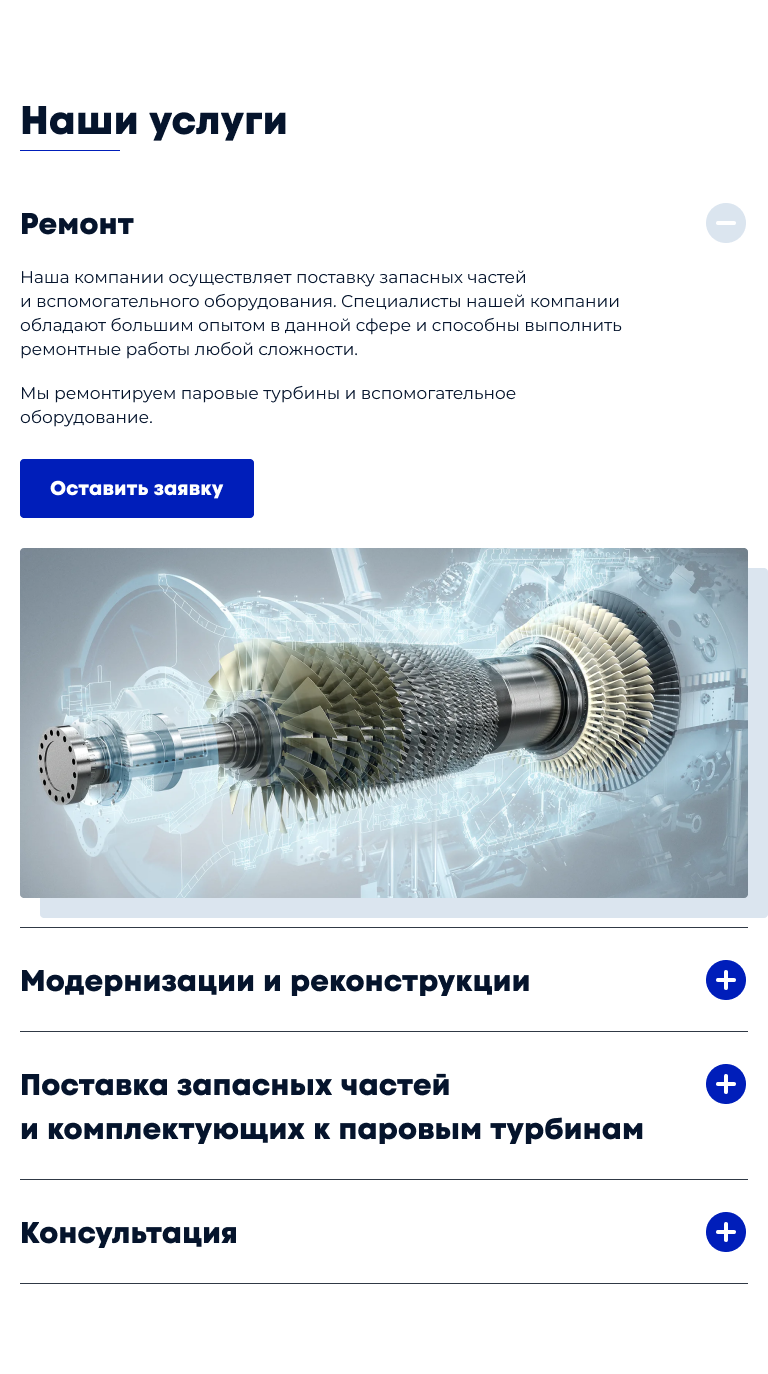 Наши услуги
Ремонт
Наша компании осуществляет поставку запасных частей
и вспомогательного оборудования. Специалисты нашей компании
обладают большим опытом в данной сфере и способны выполнить
ремонтные работы любой сложности.
Мы ремонтируем паровые турбины и вспомогательное
оборудование.
Оставить заявку
Модернизации и реконструкции
Поставка запасных частей
и комплектующих к паровым турбинам
Консультация